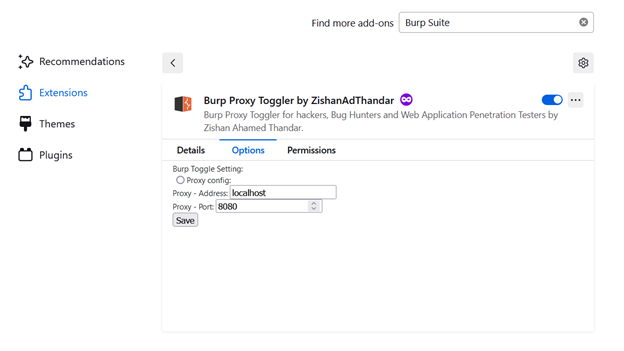 Find more add-ons Burp Suite
Recommendations
Extensions
Themes
Plugins
Burp Proxy Toggler by ZishanAdThandar
Burp Proxy Toggler for hackers, Bug Hunters and Web Application Penetration Testers by
Zishan Ahamed Thandar.
Details Options Permissions
Burp Toggle Setting:
Proxy config:
Proxy - Address: localhost
Proxy - Port: 8080
Save